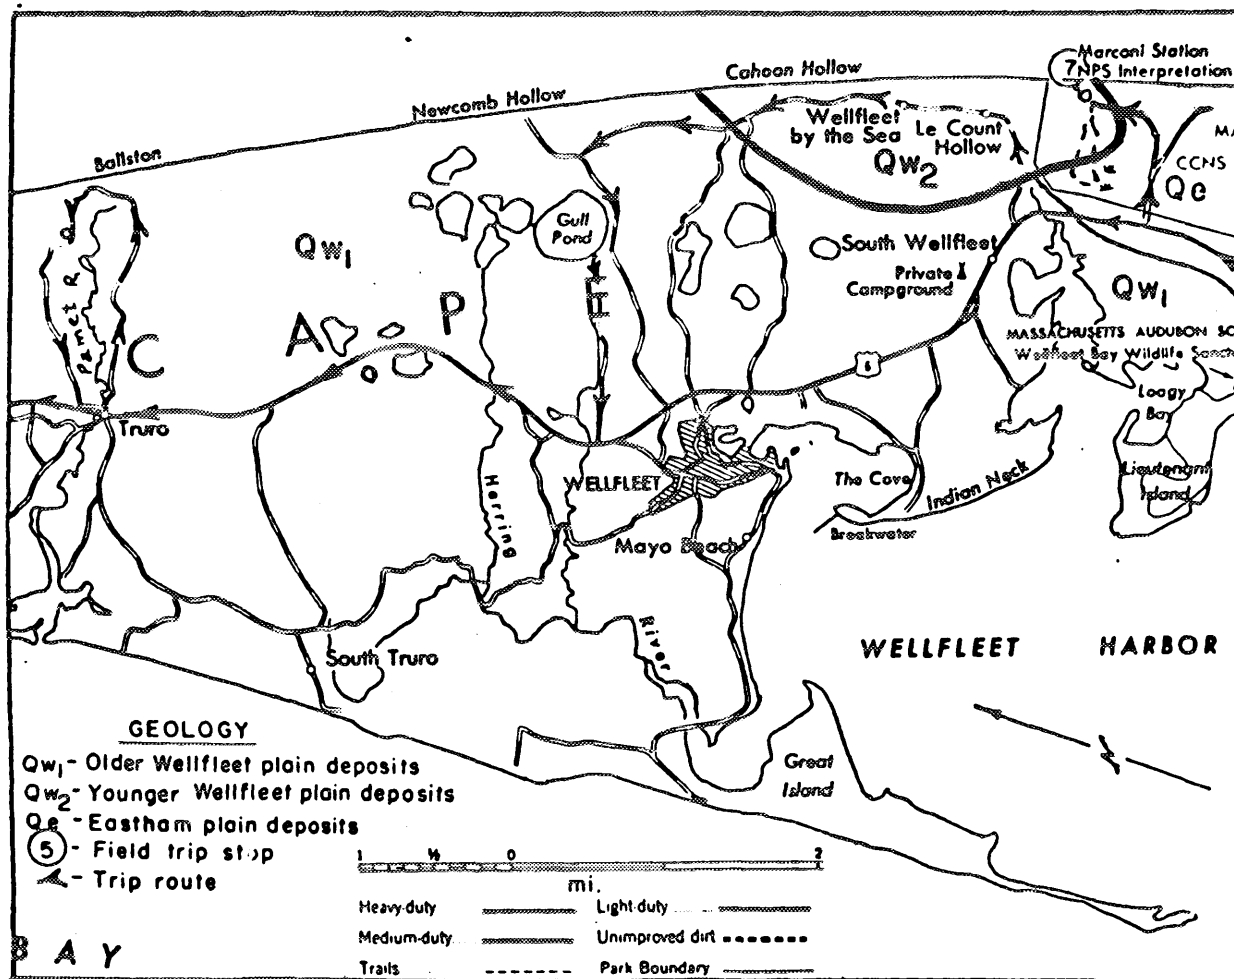 Marconi Station
7 NPS Interpretation
Cahoon Hollow
Newcomb Hollow
Ballston
Wellfleet
by the Sea
Le Count
Hollow
Qw2
CCNS
Qe
Gull
Pond
Qw1
South Wellfleet
Private
Campground
Qw1
Pamet R.
C
A
P
E
MASSACHUSETTS AUDUBON SO
Wellfleet Bay Wildlife Sanctu
6
Loagy
Bay
Truro
WELLFLEET
The Cove
Indian Neck
Lieutenant
Island
Herring
Breakwater
Mayo Beach
River
WELLFLEET HARBOR
South Truro
Great
Island
N
GEOLOGY
Qw1 - Older Wellfleet plain deposits
Qw2 - Younger Wellfleet plain deposits
Qe - Eastham plain deposits
5 - Field trip stop
- Trip route
1 ½ 0 2
mi.
Heavy-duty Light-duty
Medium-duty Unimproved dirt
Trails Park Boundary
BAY